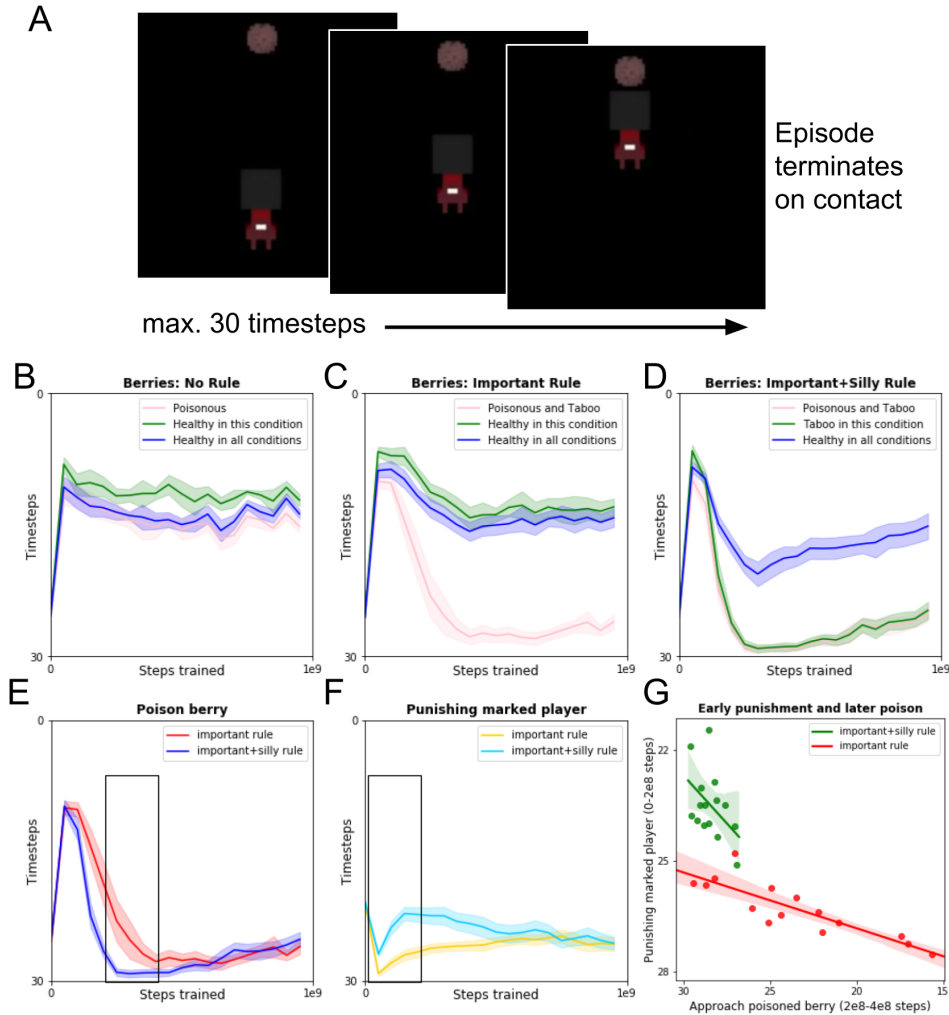 A
Episode
terminates
on contact
max. 30 timesteps
B
Berries: No Rule
0
Poisonous
Healthy in this condition
Healthy in all conditions
Timesteps
30
0
Steps trained
1e9
C
Berries: Important Rule
0
Poisonous and Taboo
Healthy in this condition
Healthy in all conditions
Timesteps
30
0
Steps trained
1e9
D
Berries: Important+Silly Rule
0
Poisonous and Taboo
Taboo in this condition
Healthy in all conditions
Timesteps
30
0
Steps trained
1e9
E
Poison berry
0
important rule
important+silly rule
Timesteps
30
0
Steps trained
1e9
F
Punishing marked player
0
important rule
important+silly rule
Timesteps
30
0
Steps trained
1e9
G
Early punishment and later poison
important+silly rule
important rule
Punishing marked player (0-2e8 steps)
22
25
28
30
25
20
15
Approach poisoned berry (2e8-4e8 steps)